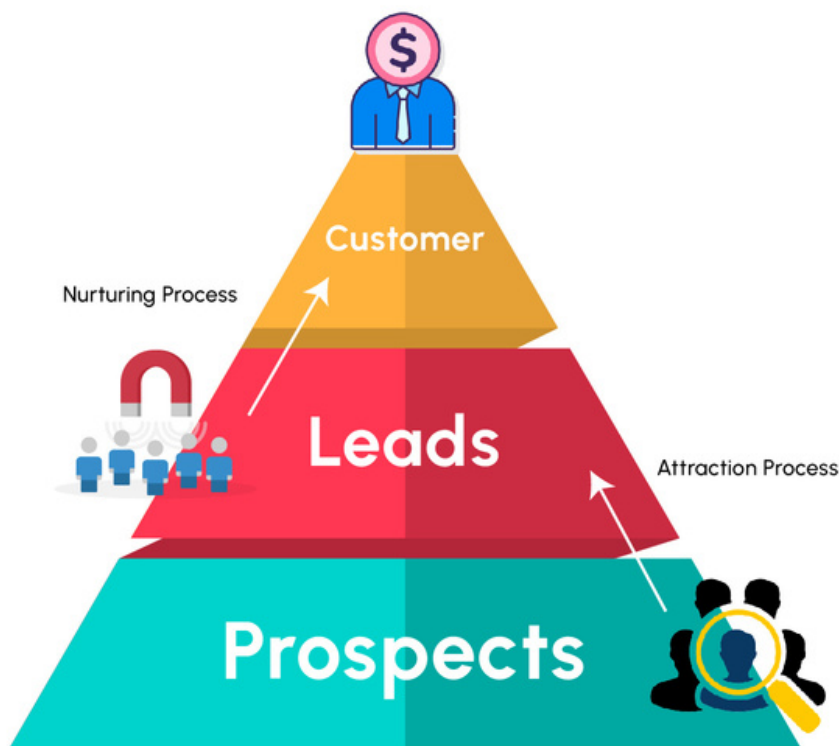 $
Customer
Nurturing Process
Leads
Attraction Process
Prospects